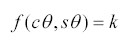 f(cθ,sθ) = k